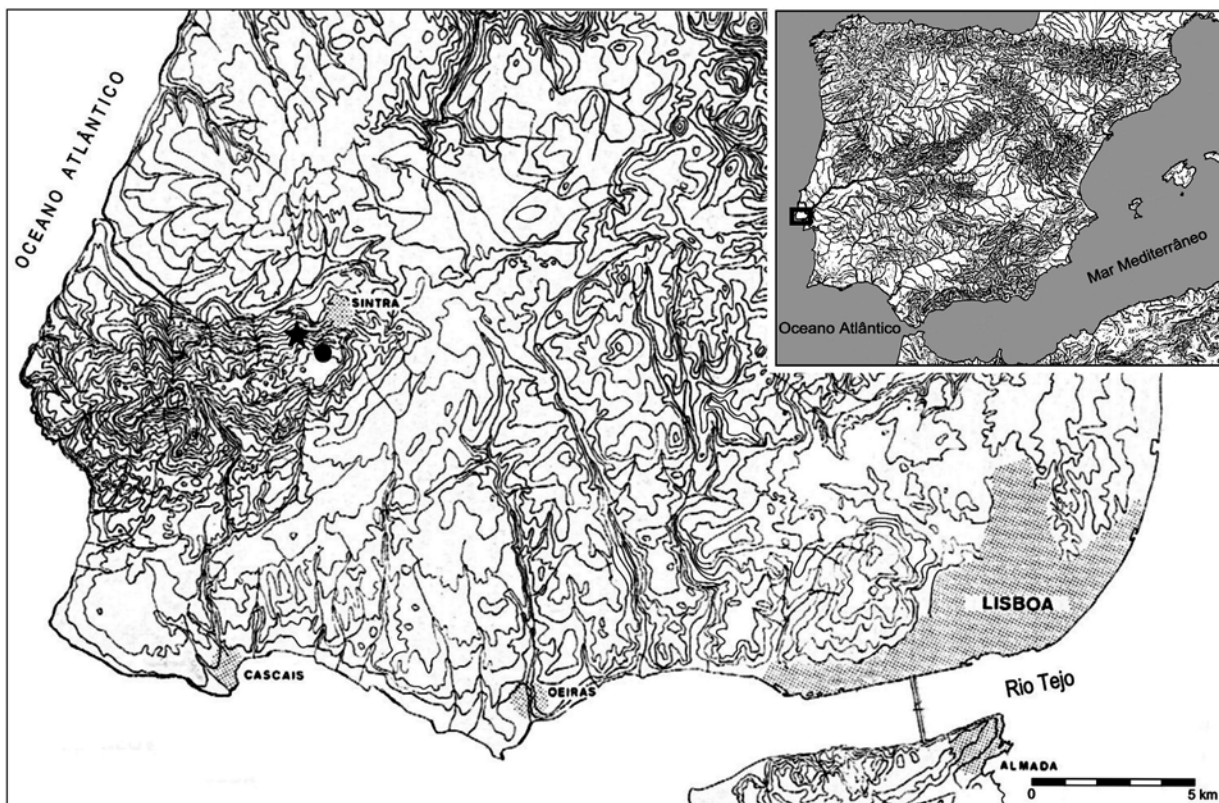 OCEANO ATLÂNTICO
SINTRA
CASCAIS
OEIRAS
LISBOA
Rio Tejo
ALMADA
0 5 km
Oceano Atlântico
Mar Mediterrâneo